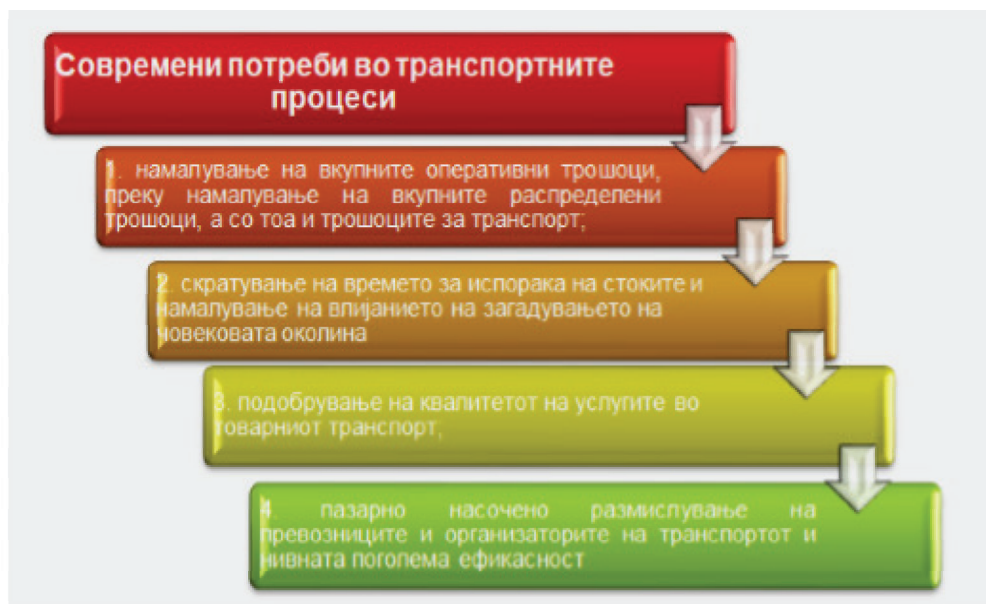 Современи потреби во транспортните
процеси
1. намалување на вкупните оперативни трошоци,
преку намалување на вкупните распределени
трошоци, а со тоа и трошоците за транспорт;
2. скратување на времето за испорака на стоките и
намалување на влијанието на загадувањето на
човековата околина
3. подобрување на квалитетот на услугите во
товарниот транспорт;
4. пазарно насочено размислување на
превозниците и организаторите на транспортот и
нивната поголема ефикасност